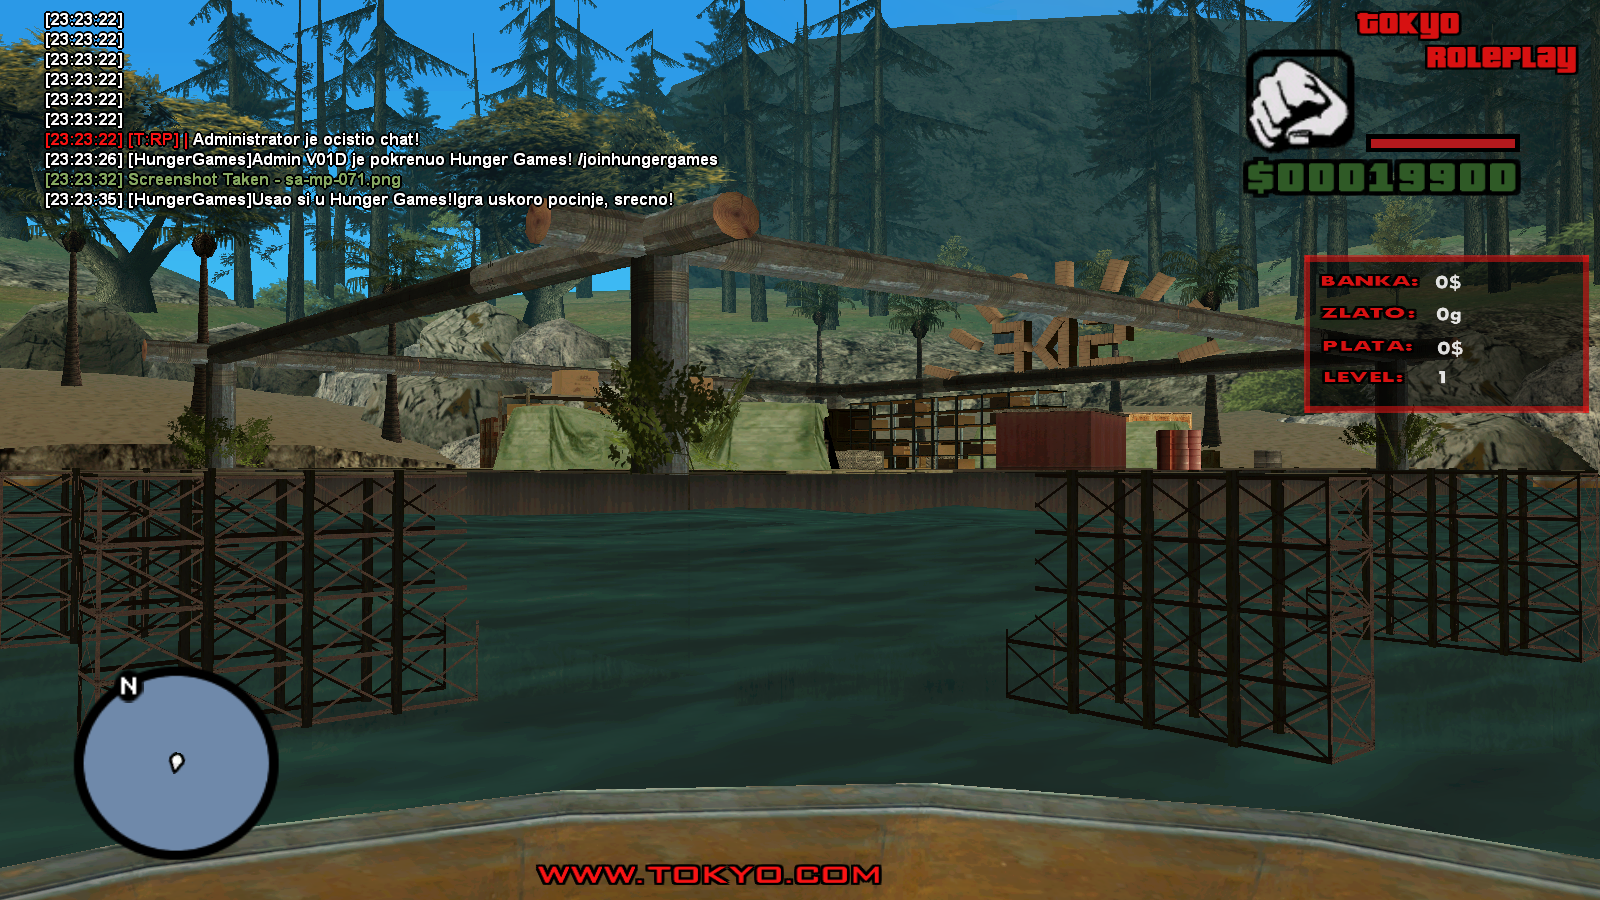 [23:23:22]
[23:23:22]
[23:23:22]
[23:23:22]
[23:23:22]
[23:23:22]
[23:23:22] [T:RP] | Administrator je ocistio chat!
[23:23:26] [HungerGames]Admin V01D je pokrenuo Hunger Games! /joinhungergames
[23:23:32] Screenshot Taken - sa-mp-071.png
[23:23:35] [HungerGames]Usao si u Hunger Games!Igra uskoro pocinje, srecno!
TOKYO
ROLEPLAY
$00019900
BANKA: 0$
ZLATO: 0g
PLATA: 0$
LEVEL: 1
N
WWW.TOKYO.COM